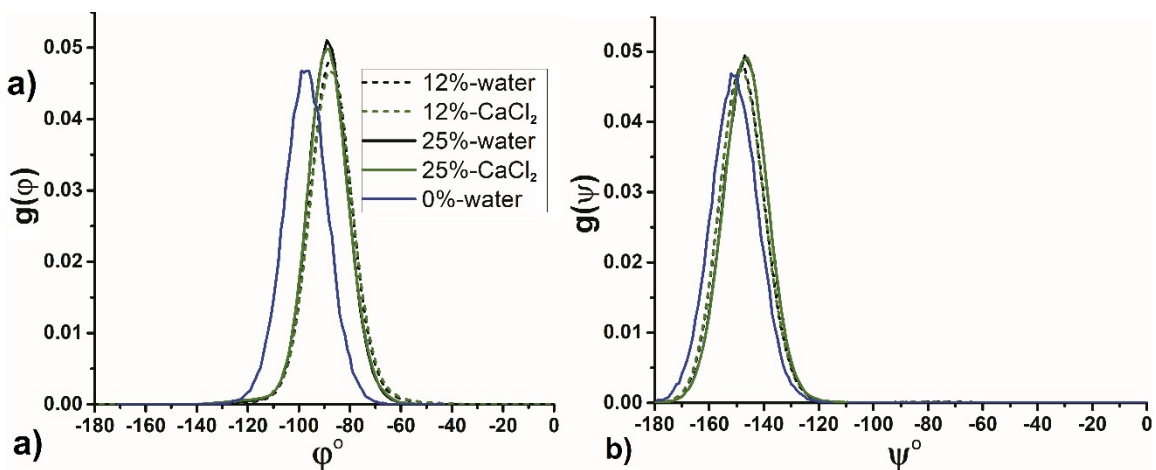 a)
g(φ)
0.05
0.04
0.03
0.02
0.01
0.00
-180 -160 -140 -120 -100 -80 -60 -40 -20 0
a)
φ°
12%-water
12%-CaCl₂
25%-water
25%-CaCl₂
0%-water
g(ψ)
0.05
0.04
0.03
0.02
0.01
0.00
-180 -160 -140 -120 -100 -80 -60 -40 -20 0
b)
ψ°